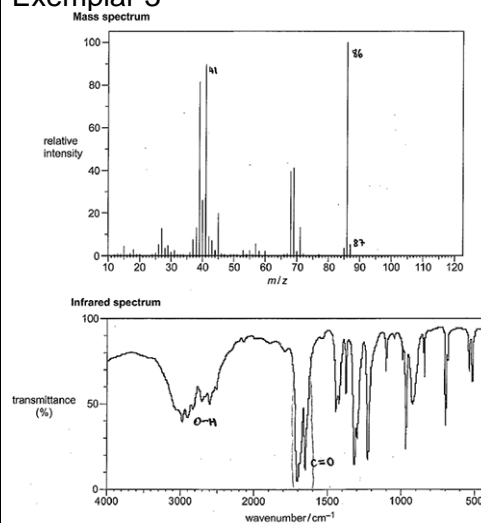 Exemplar 3
Mass spectrum
100
80
60
40
20
0
relative
intensity
41
86
87
10 20 30 40 50 60 70 80 90 100 110 120
m/z
Infrared spectrum
100
50
0
transmittance
(%)
O-H
C=O
4000 3000 2000 1500 1000 500
wavenumber/cm⁻¹